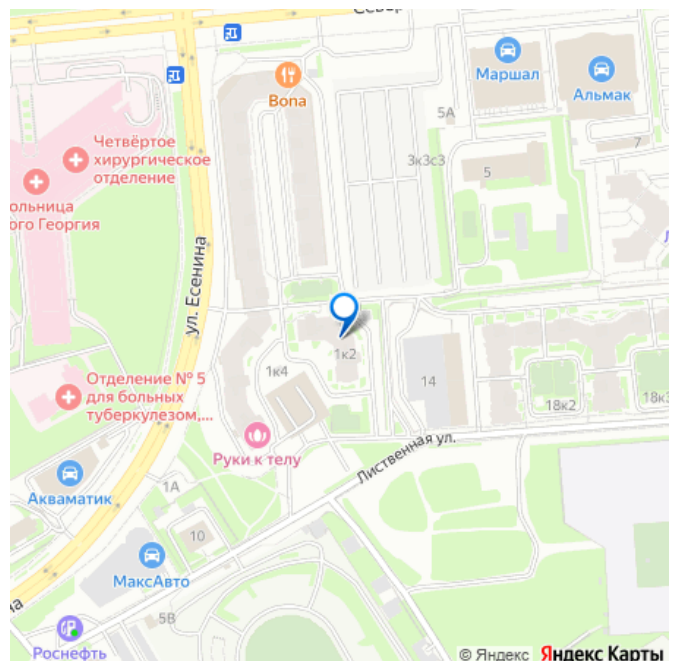 Маршал
Альмак
Bona
5А
7
Четвёртое
хирургическое
отделение
3к3с3
5
ольница
ого Георгия
ул. Есенина
1к2
1к4
14
Отделение № 5
для больных
туберкулезом,...
18к2
18к3
Руки к телу
Лиственная ул.
Акваматик
1А
10
МаксАвто
5В
Роснефть
© Яндекс Яндекс Карты